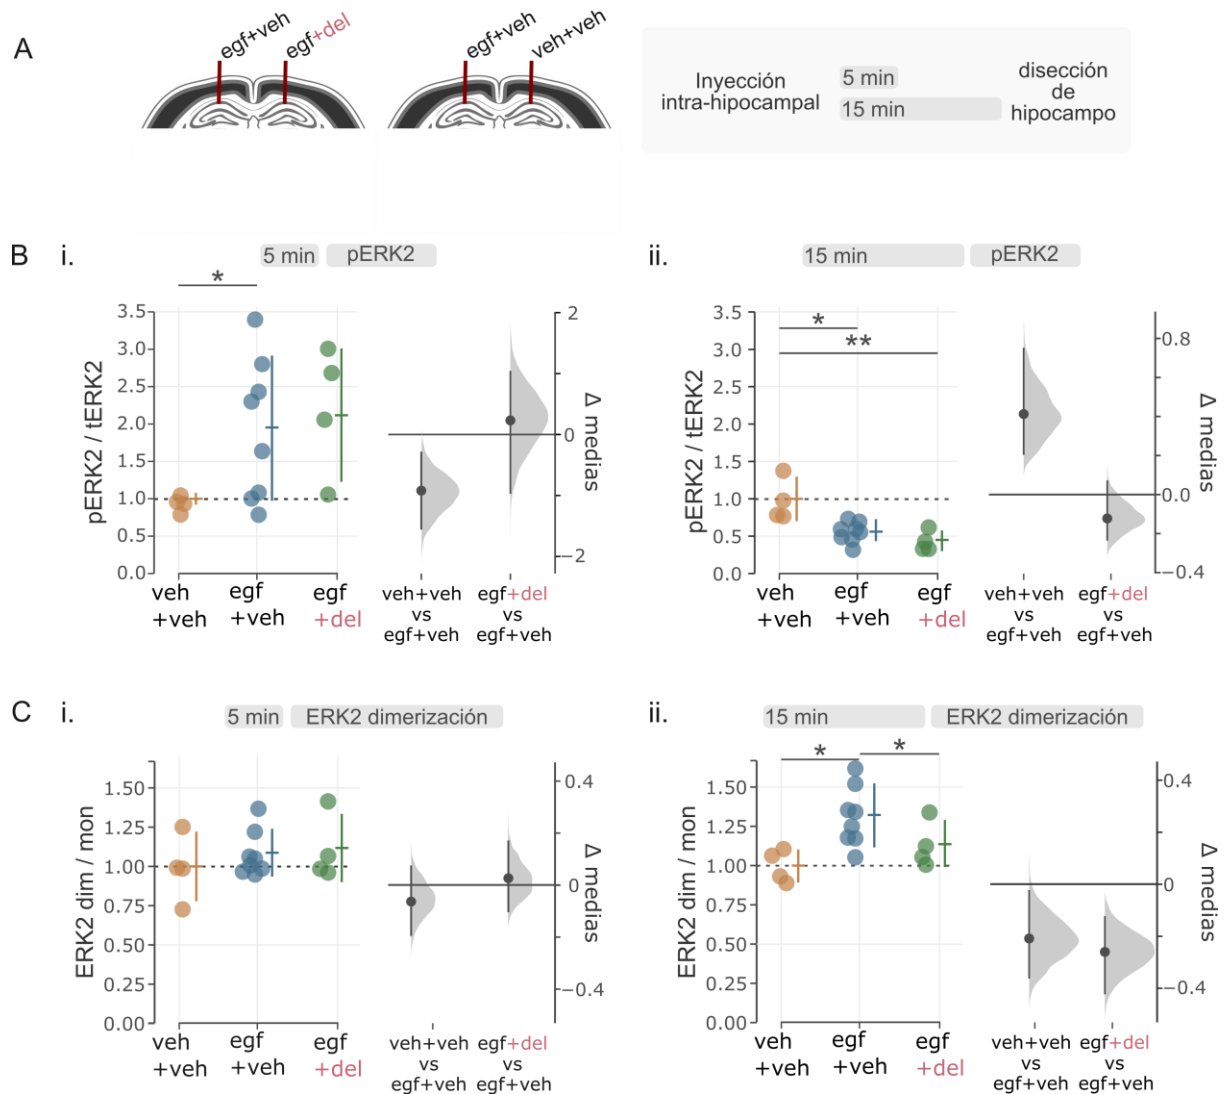 A
egf+veh
egf+del
egf+veh
veh+veh
Inyección
intra-hipocampal
5 min
15 min
disección
de
hipocampo
B
i.
5 min
pERK2
*
3.5
3.0
2.5
2.0
1.5
1.0
0.5
0.0
pERK2 / tERK2
veh
+veh
egf
+veh
egf
+del
2
0
−2
Δ medias
veh+veh
vs
egf+veh
egf+del
vs
egf+veh
ii.
15 min
pERK2
*
**
3.5
3.0
2.5
2.0
1.5
1.0
0.5
0.0
pERK2 / tERK2
veh
+veh
egf
+veh
egf
+del
0.8
0.4
0.0
−0.4
Δ medias
veh+veh
vs
egf+veh
egf+del
vs
egf+veh
C
i.
5 min
ERK2 dimerización
1.50
1.25
1.00
0.75
0.50
0.25
0.00
ERK2 dim / mon
veh
+veh
egf
+veh
egf
+del
0.4
0
−0.4
Δ medias
veh+veh
vs
egf+veh
egf+del
vs
egf+veh
ii.
15 min
ERK2 dimerización
*
*
1.50
1.25
1.00
0.75
0.50
0.25
0.00
ERK2 dim / mon
veh
+veh
egf
+veh
egf
+del
0.4
0
−0.4
Δ medias
veh+veh
vs
egf+veh
egf+del
vs
egf+veh